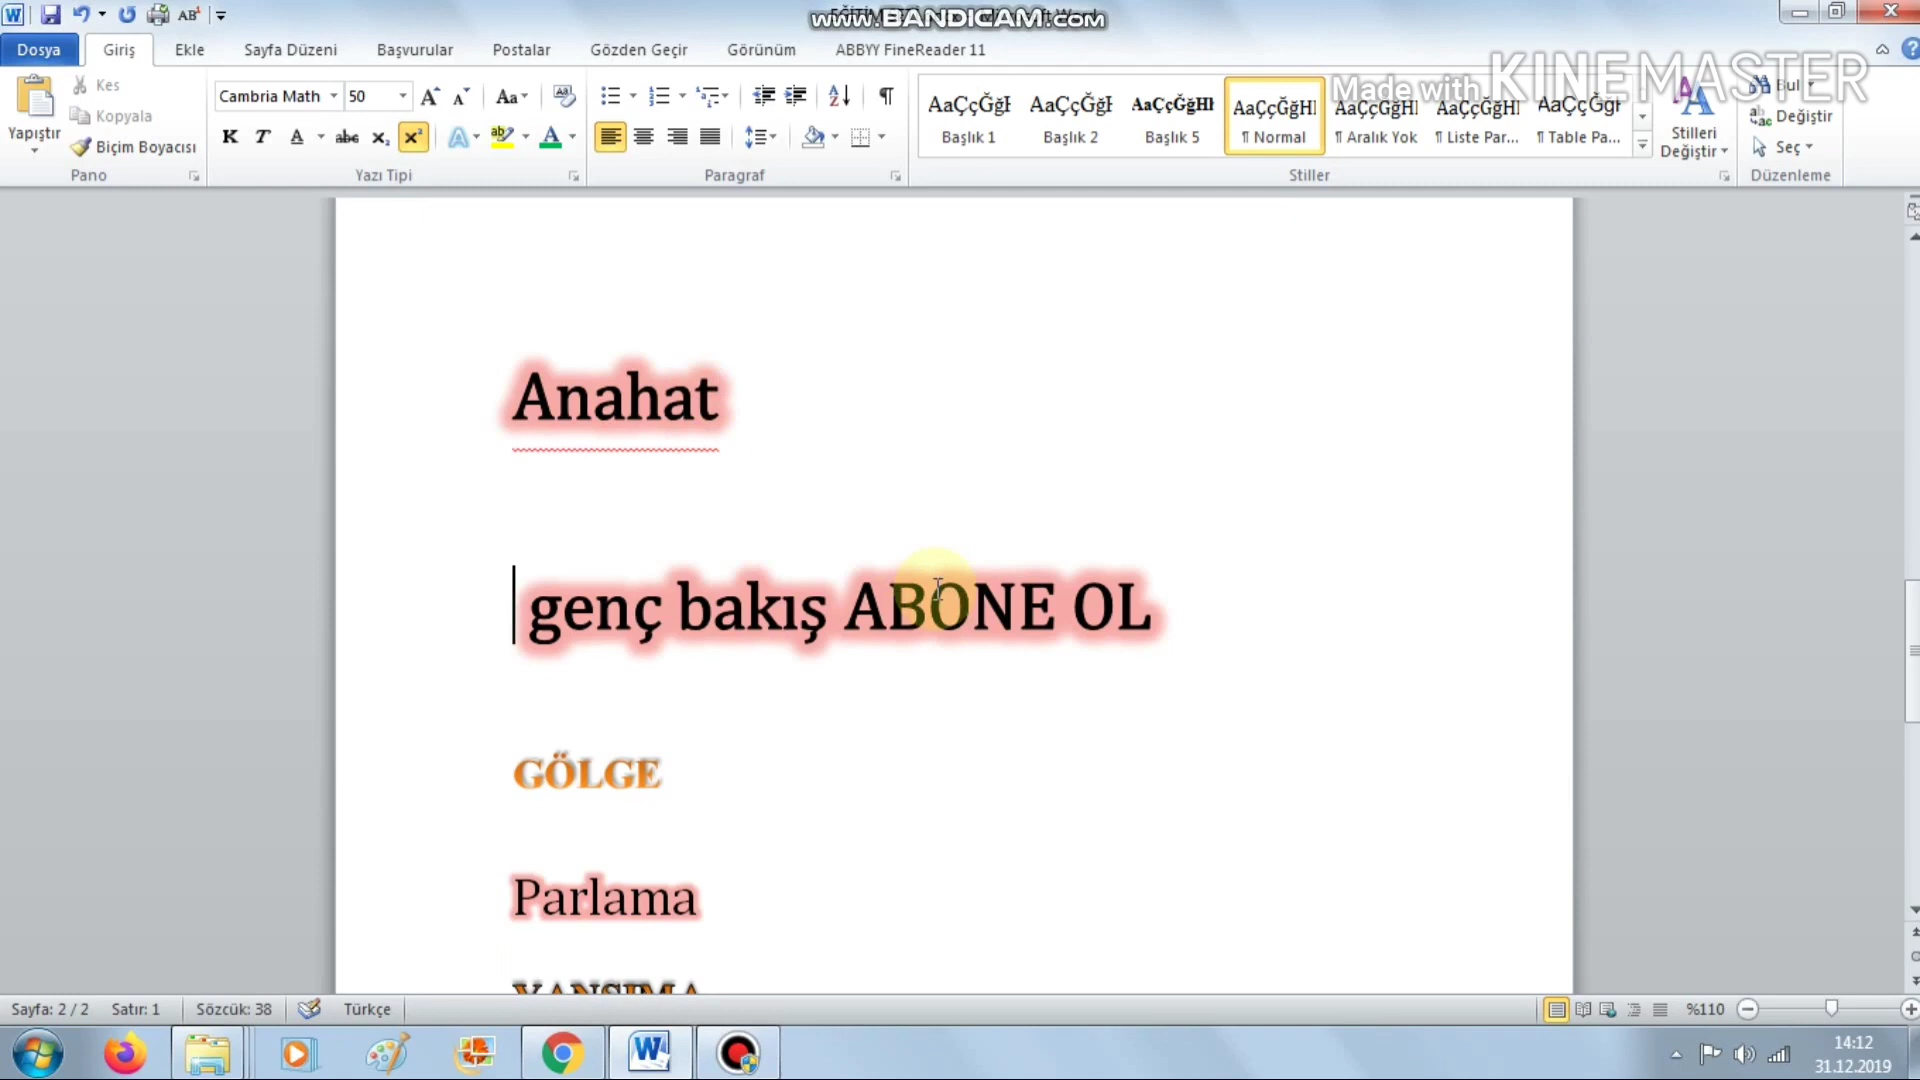 www.BANDICAM.com
Dosya Giriş Ekle Sayfa Düzeni Başvurular Postalar Gözden Geçir Görünüm ABBYY FineReader 11
Made with KINEMASTER
Yapıştır
Kes
Kopyala
Biçim Boyacısı
Pano
Cambria Math 50
K T A abc x₂ x²
Yazı Tipi
Paragraf
AaÇçĞğI AaÇçĞğI AaÇçĞğHI AaÇçĞğHI AaÇçĞğHI AaÇçĞğHI AaÇçĞğI
Başlık 1 Başlık 2 Başlık 5 ¶ Normal ¶ Aralık Yok ¶ Liste Par... ¶ Table Pa...
Stiller
Stilleri
Değiştir
Bul
Değiştir
Seç
Düzenleme
Anahat
genç bakış ABONE OL
GÖLGE
Parlama
YANSIMA
Sayfa: 2 / 2 Satır: 1 Sözcük: 38 Türkçe %110
14:12
31.12.2019